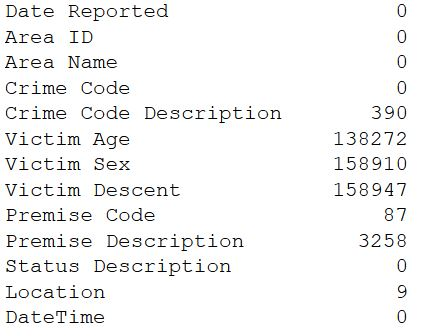 Date Reported 0
Area ID 0
Area Name 0
Crime Code 0
Crime Code Description 390
Victim Age 138272
Victim Sex 158910
Victim Descent 158947
Premise Code 87
Premise Description 3258
Status Description 0
Location 9
DateTime 0